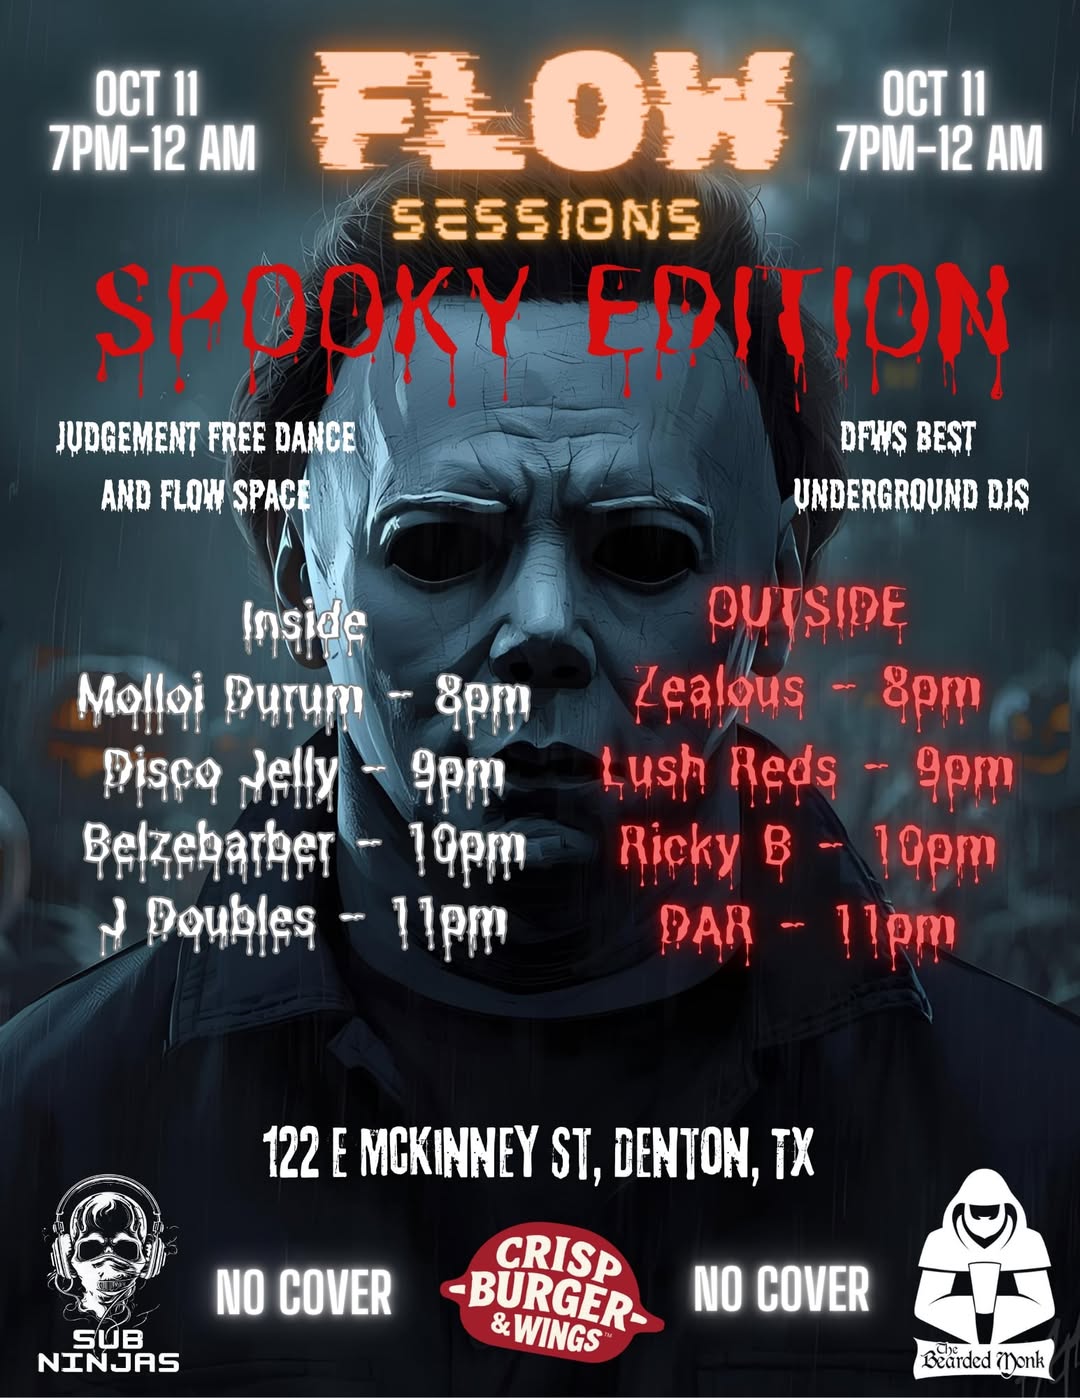 OCT 11
7PM-12 AM
FLOW
SESSIONS
OCT 11
7PM-12 AM
SPOOKY EDITION
JUDGEMENT FREE DANCE
AND FLOW SPACE
DFWS BEST
UNDERGROUND DJS
Inside
Molloi Durum - 8pm
Disco Jelly - 9pm
Belzebarber - 10pm
J Doubles - 11pm
OUTSIDE
Zealous - 8pm
Lush Reds - 9pm
Ricky B - 10pm
DAR - 11pm
122 E MCKINNEY ST, DENTON, TX
SUB
NINJAS
NO COVER
CRISP
BURGER
& WINGS™
NO COVER
The
Bearded Monk